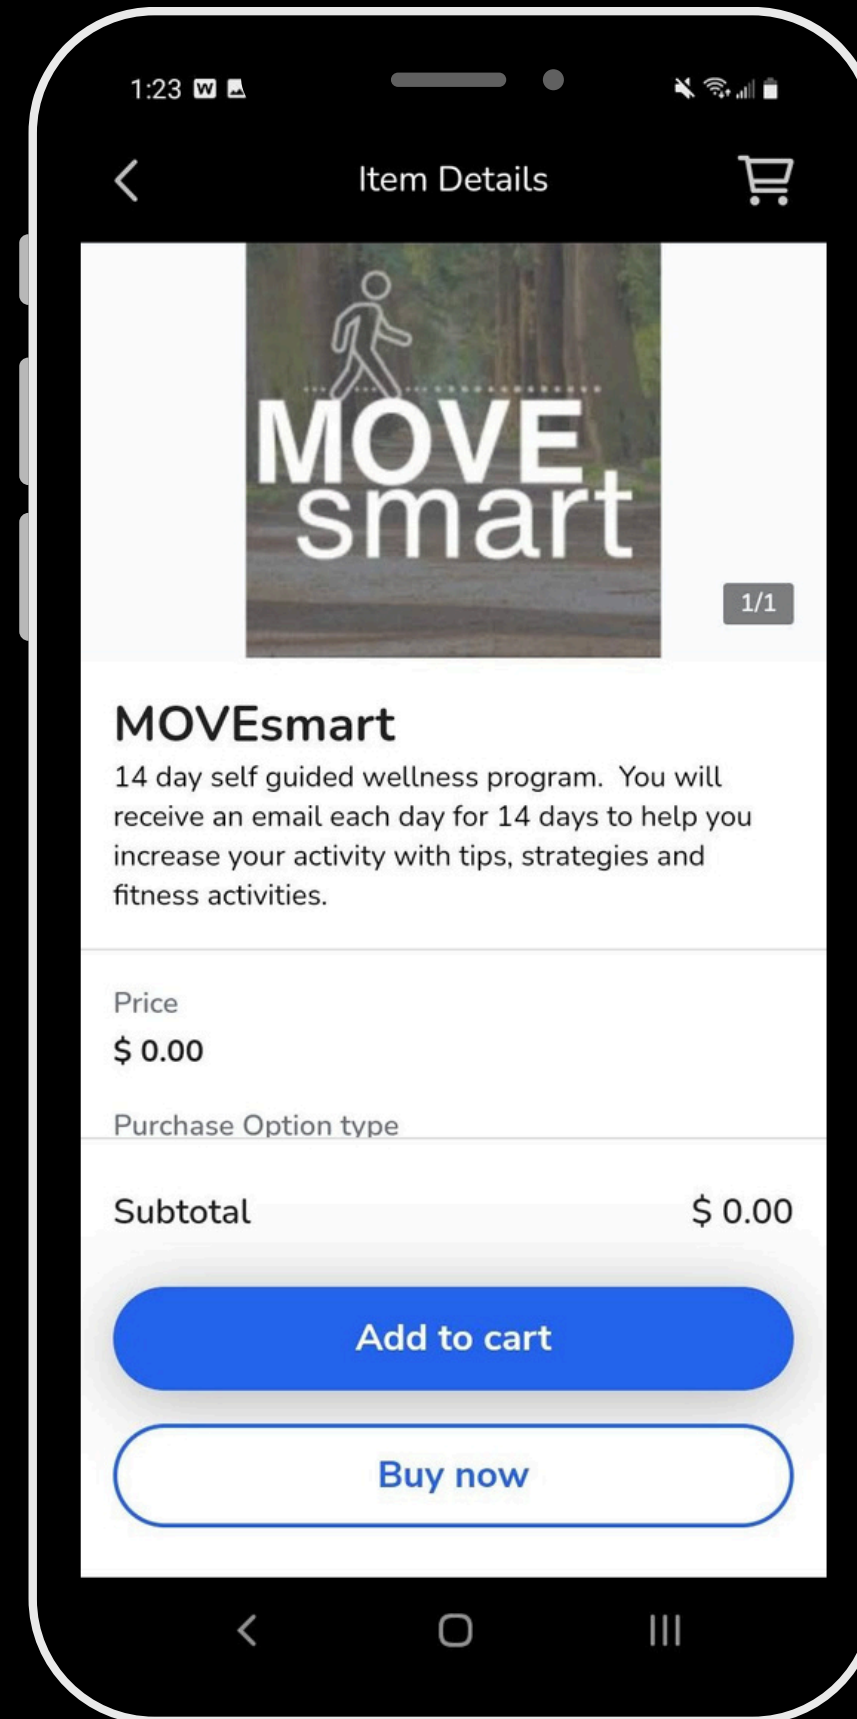 1:23
Item Details
MOVE
smart
1/1
MOVEsmart
14 day self guided wellness program.  You will
receive an email each day for 14 days to help you
increase your activity with tips, strategies and
fitness activities.
Price
$ 0.00
Purchase Option type
Subtotal
$ 0.00
Add to cart
Buy now